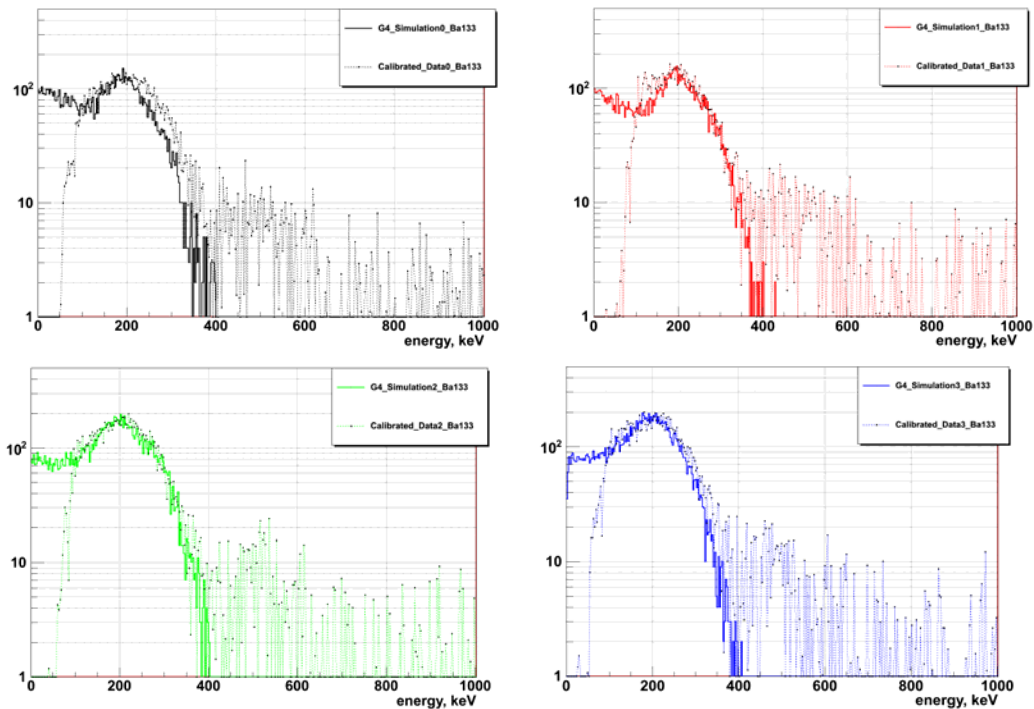 G4_Simulation0_Ba133
Calibrated_Data0_Ba133
10²
10
1
0 200 400 600 800 1000
energy, keV
G4_Simulation1_Ba133
Calibrated_Data1_Ba133
10²
10
1
0 200 400 600 800 1000
energy, keV
G4_Simulation2_Ba133
Calibrated_Data2_Ba133
10²
10
1
0 200 400 600 800 1000
energy, keV
G4_Simulation3_Ba133
Calibrated_Data3_Ba133
10²
10
1
0 200 400 600 800 1000
energy, keV